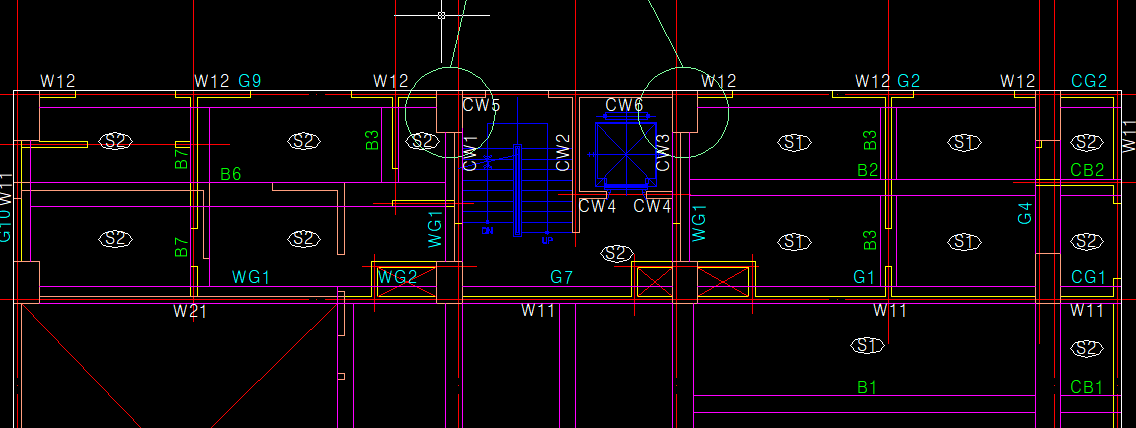 W12 W12 G9 W12 W12 W12 G2 W12 CG2
CW5 CW6
S2 B7 S2 B3 S2 CW1 CW2 CW3 S1 B3 S1 S2 W11
B6 B2 CB2
W11 CW4 CW4
G10 S2 B7 S2 WG1 DN UP WG1 S1 B3 S1 G4 S2
S2
WG1 WG2 G7 G1 CG1
W21 W11 W11 W11
S1 S2
B1 CB1